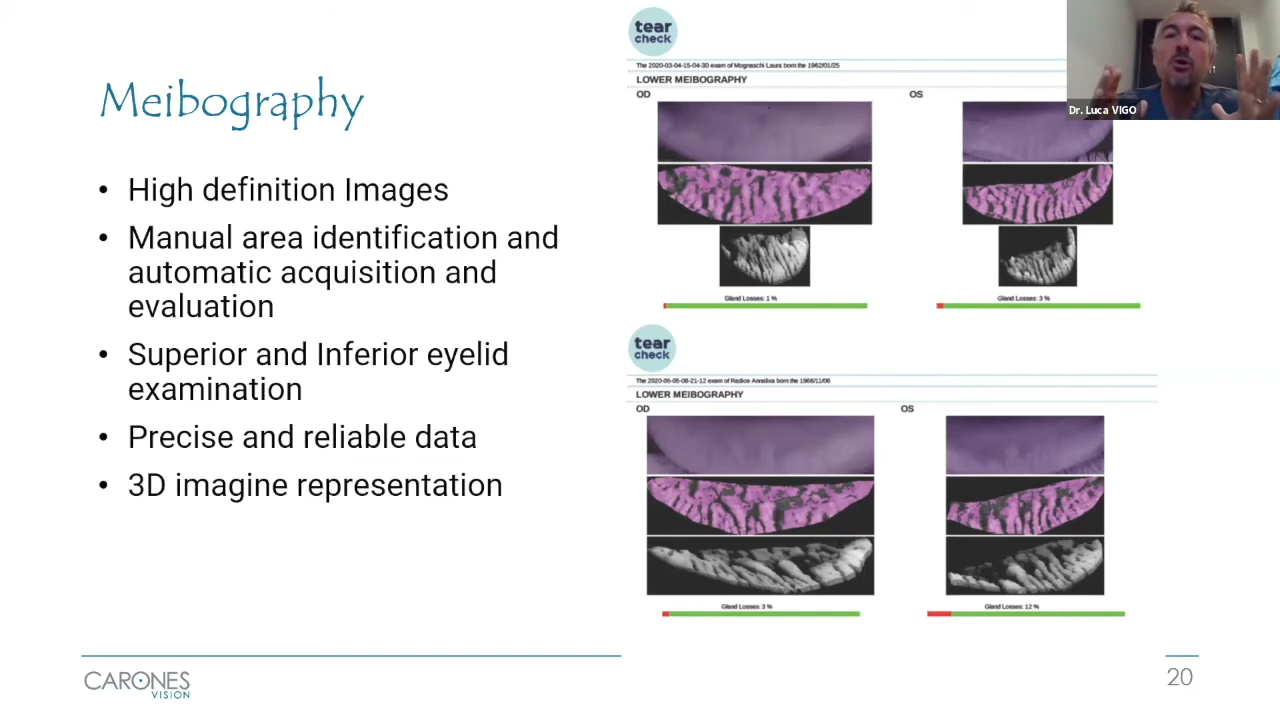 Meibography
• High definition Images
• Manual area identification and
automatic acquisition and
evaluation
• Superior and Inferior eyelid
examination
• Precise and reliable data
• 3D imagine representation
tear
check
The 2020-03-04-15-04-30 exam of Mognaschi Laura born the 1962/01/25
LOWER MEIBOGRAPHY
OD
OS
Gland Losses: 1 %
Gland Losses: 3 %
tear
check
The 2020-05-05-08-21-12 exam of Radice Annalisa born the 1966/11/06
LOWER MEIBOGRAPHY
OD
OS
Gland Losses: 3 %
Gland Losses: 12 %
Dr. Luca VIGO
CARONES
VISION
20